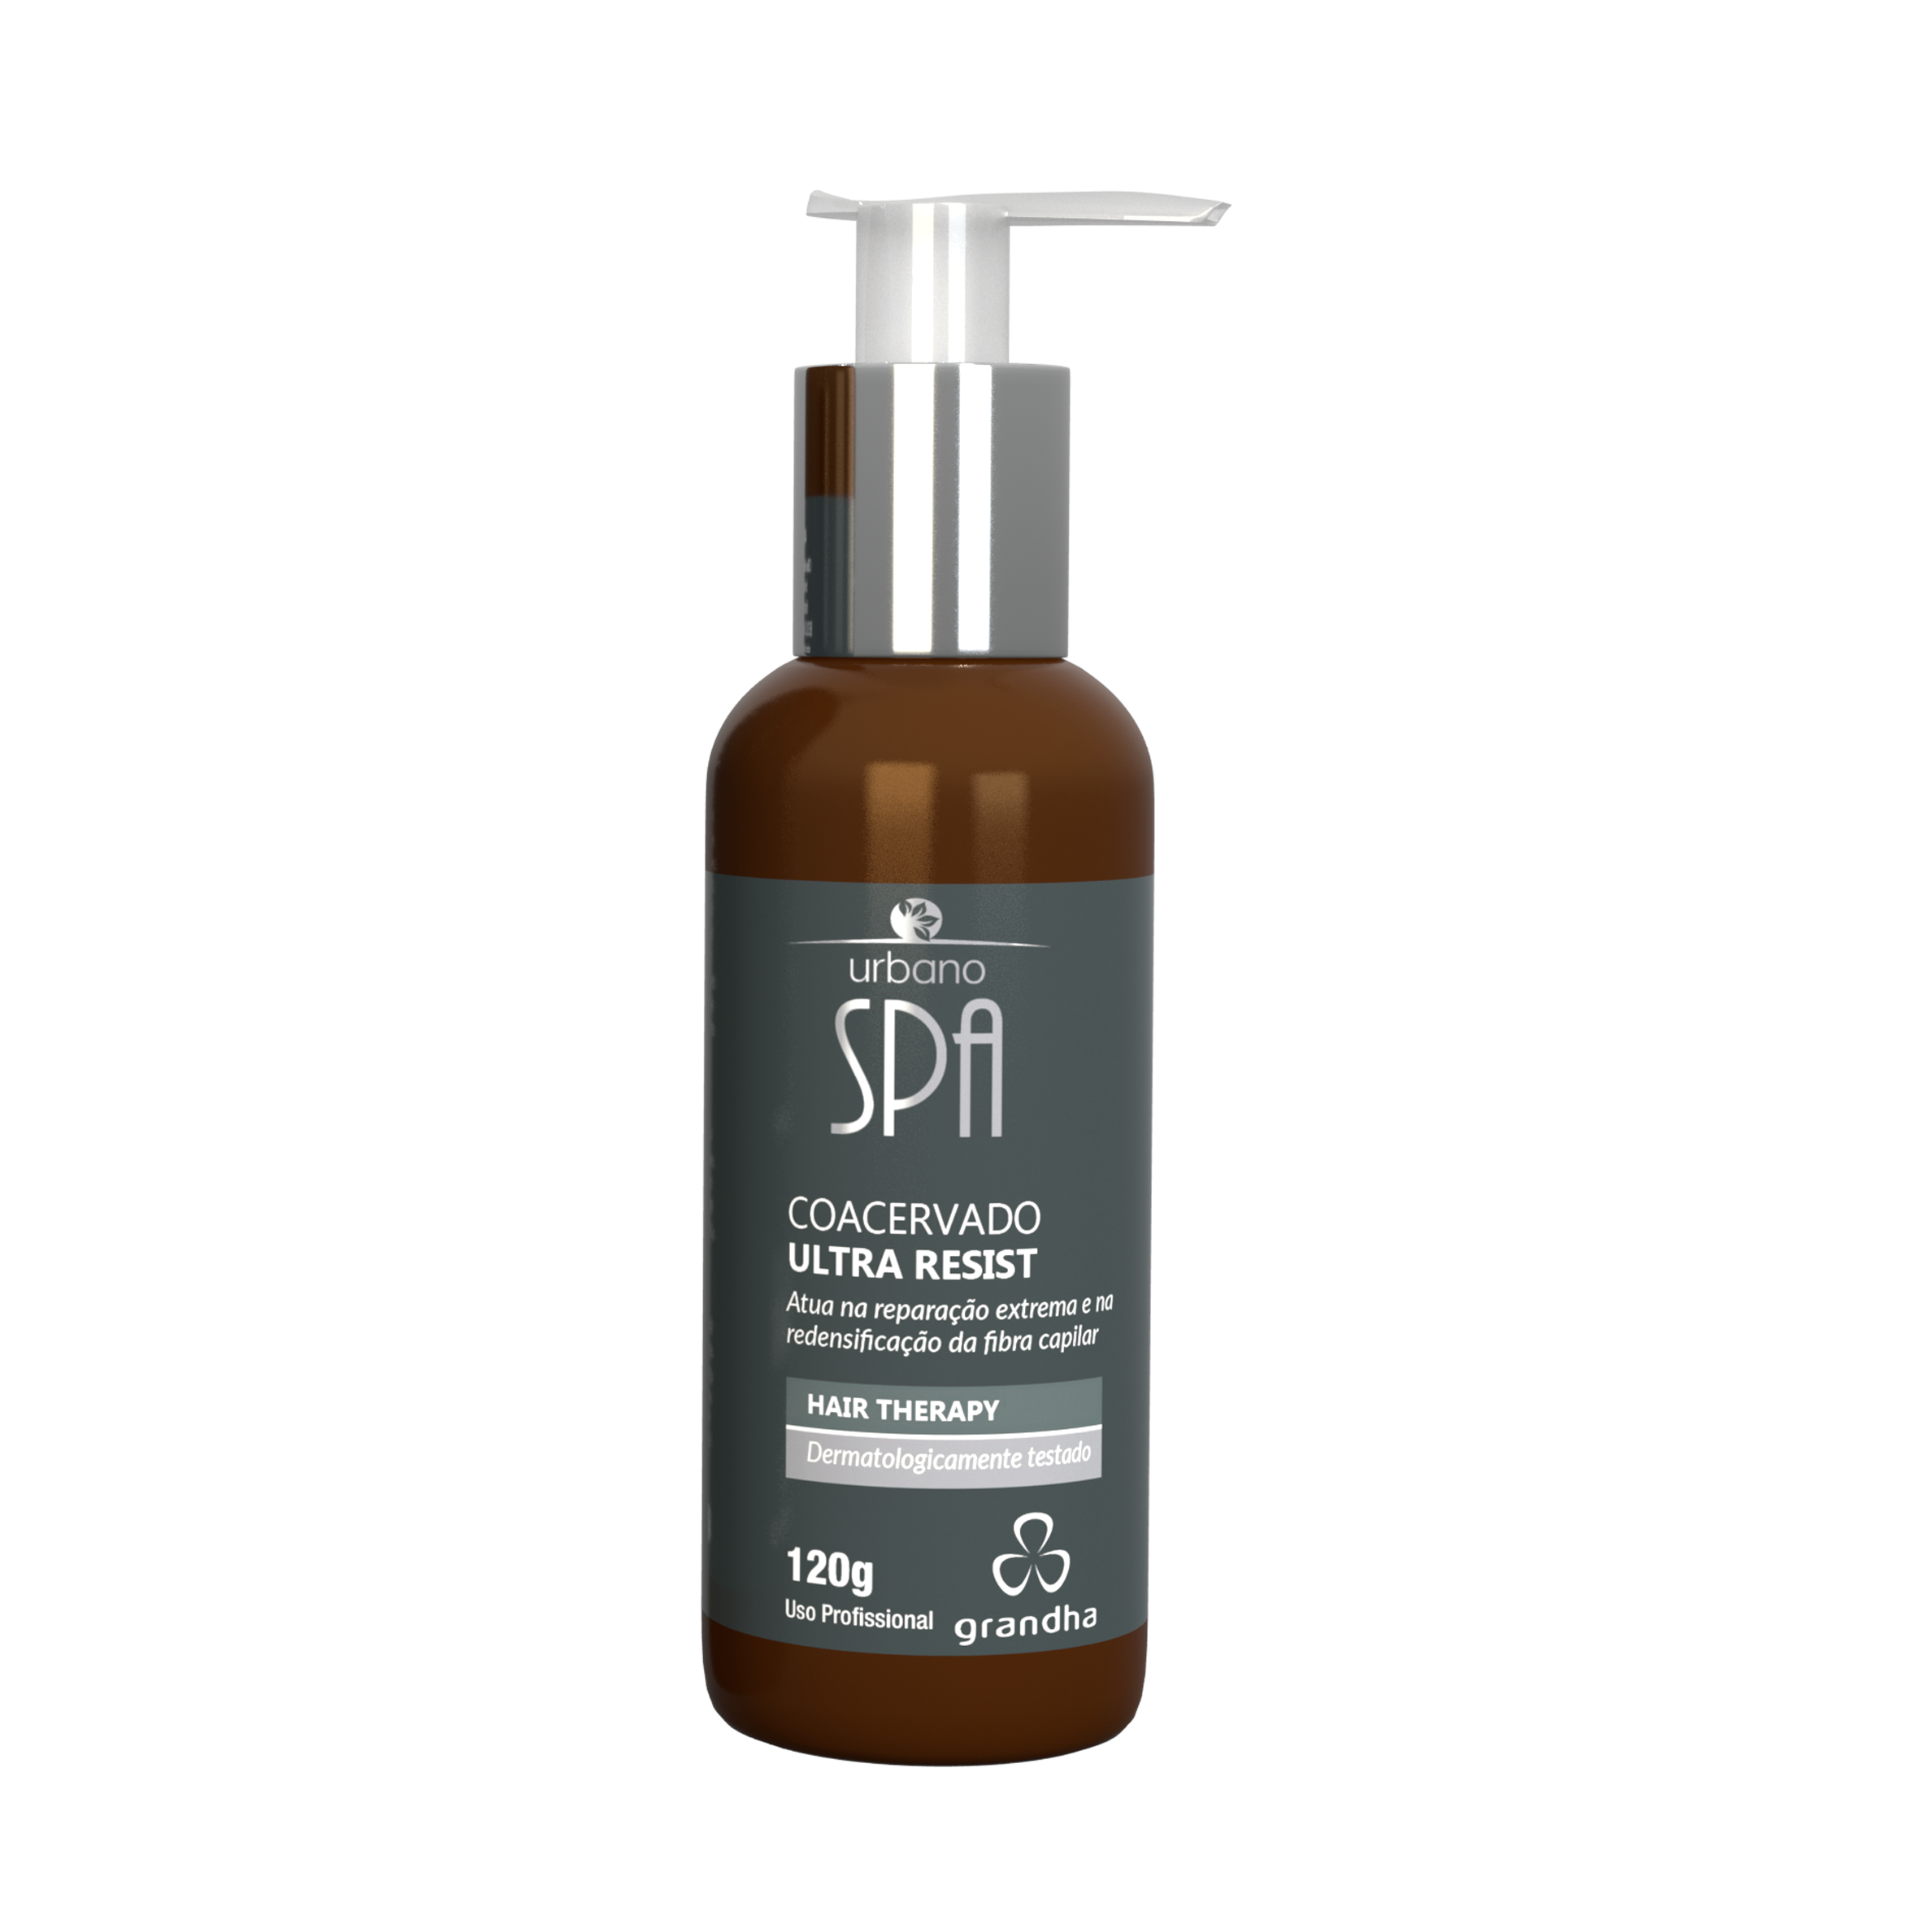 urbano
SPA
COACERVADO
ULTRA RESIST
Atua na reparação extrema e na
redensificação da fibra capilar
HAIR THERAPY
Dermatologicamente testado
120g
Uso Profissional
grandha